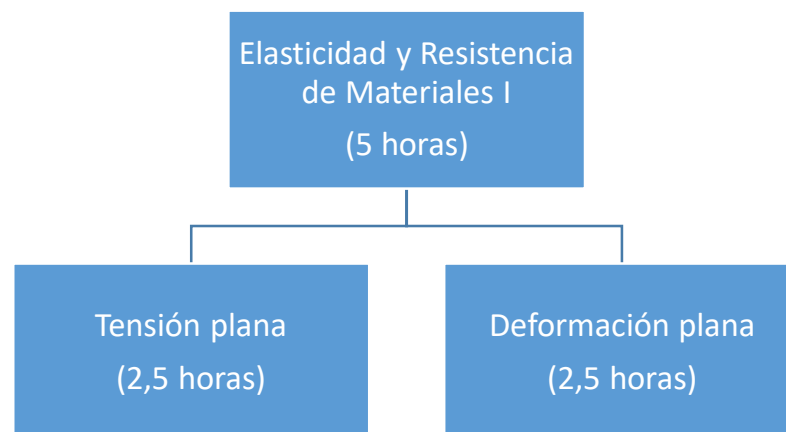 Elasticidad y Resistencia
de Materiales I
(5 horas)
Tensión plana
(2,5 horas)
Deformación plana
(2,5 horas)